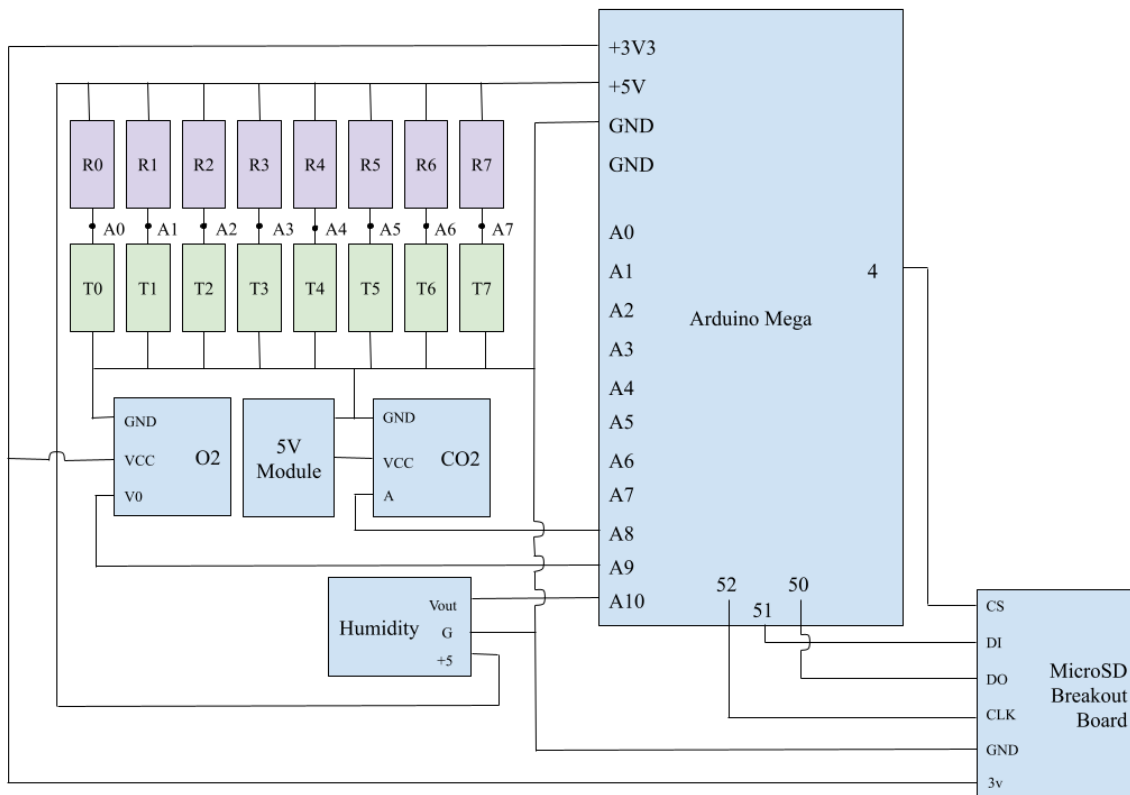 +3V3
+5V
GND
GND
R0 R1 R2 R3 R4 R5 R6 R7
A0 A1 A2 A3 A4 A5 A6 A7
T0 T1 T2 T3 T4 T5 T6 T7
A0
A1
A2
A3
A4
A5
A6
A7
A8
A9
A10
4
Arduino Mega
52
51
50
GND
VCC
V0
O2
5V
Module
GND
VCC
A
CO2
Humidity
Vout
G
+5
CS
DI
DO
CLK
GND
3v
MicroSD
Breakout
Board